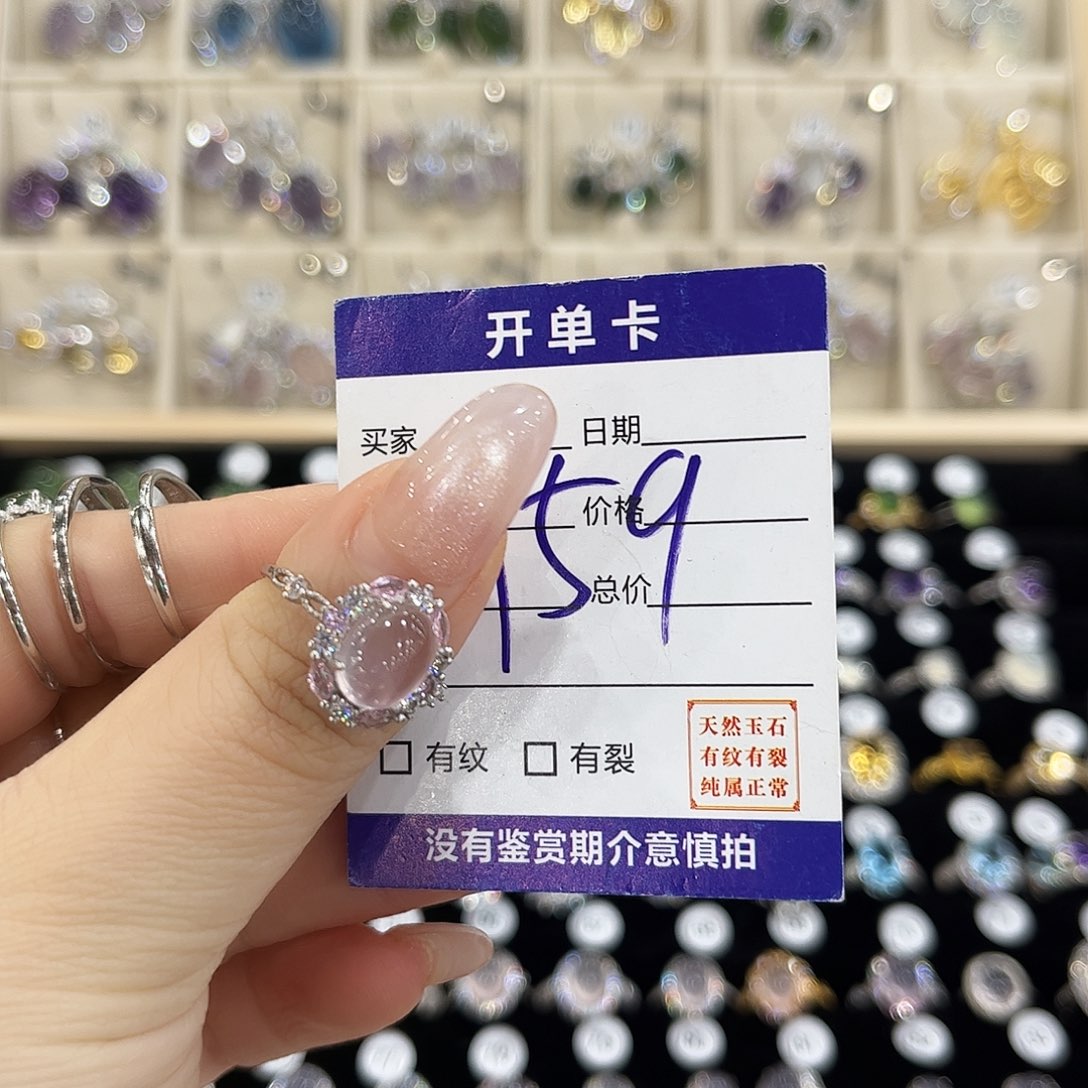 开单卡
买家 日期
价格
159
总价
有纹 有裂
天然玉石
有纹有裂
纯属正常
没有鉴赏期介意慎拍